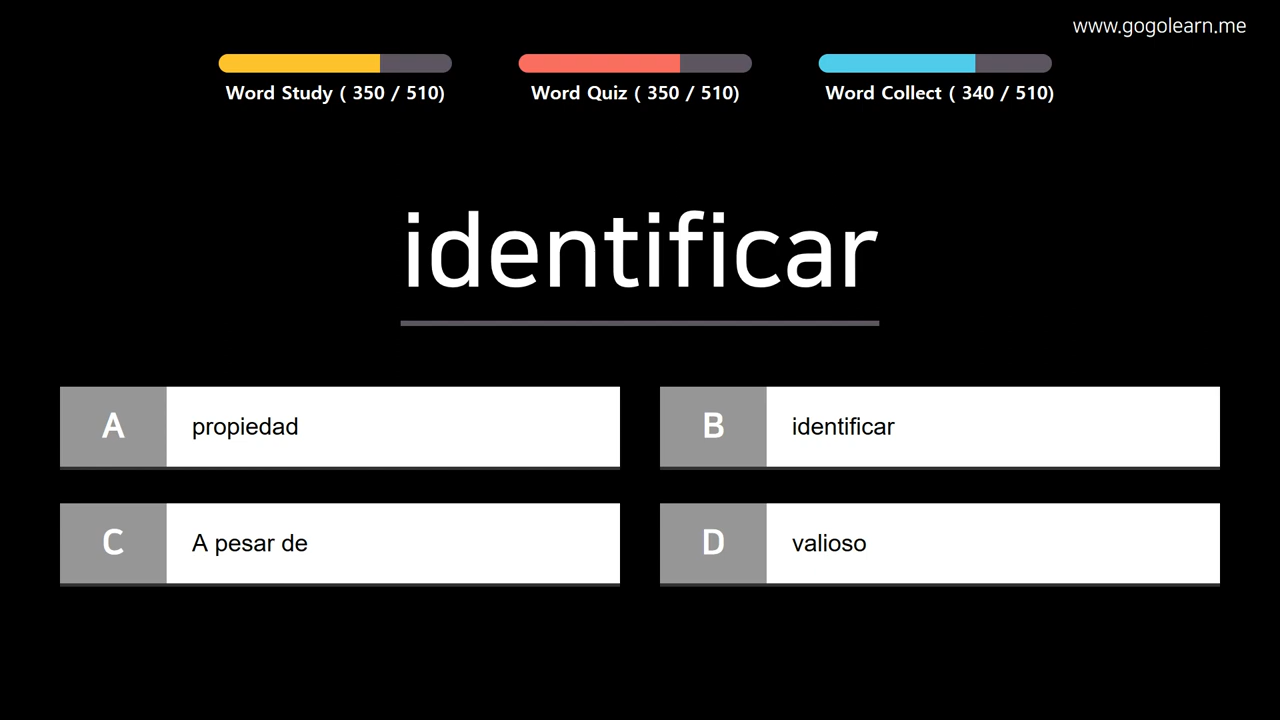 www.gogolearn.me
Word Study ( 350 / 510)
Word Quiz ( 350 / 510)
Word Collect ( 340 / 510)
identificar
A propiedad
B identificar
C A pesar de
D valioso